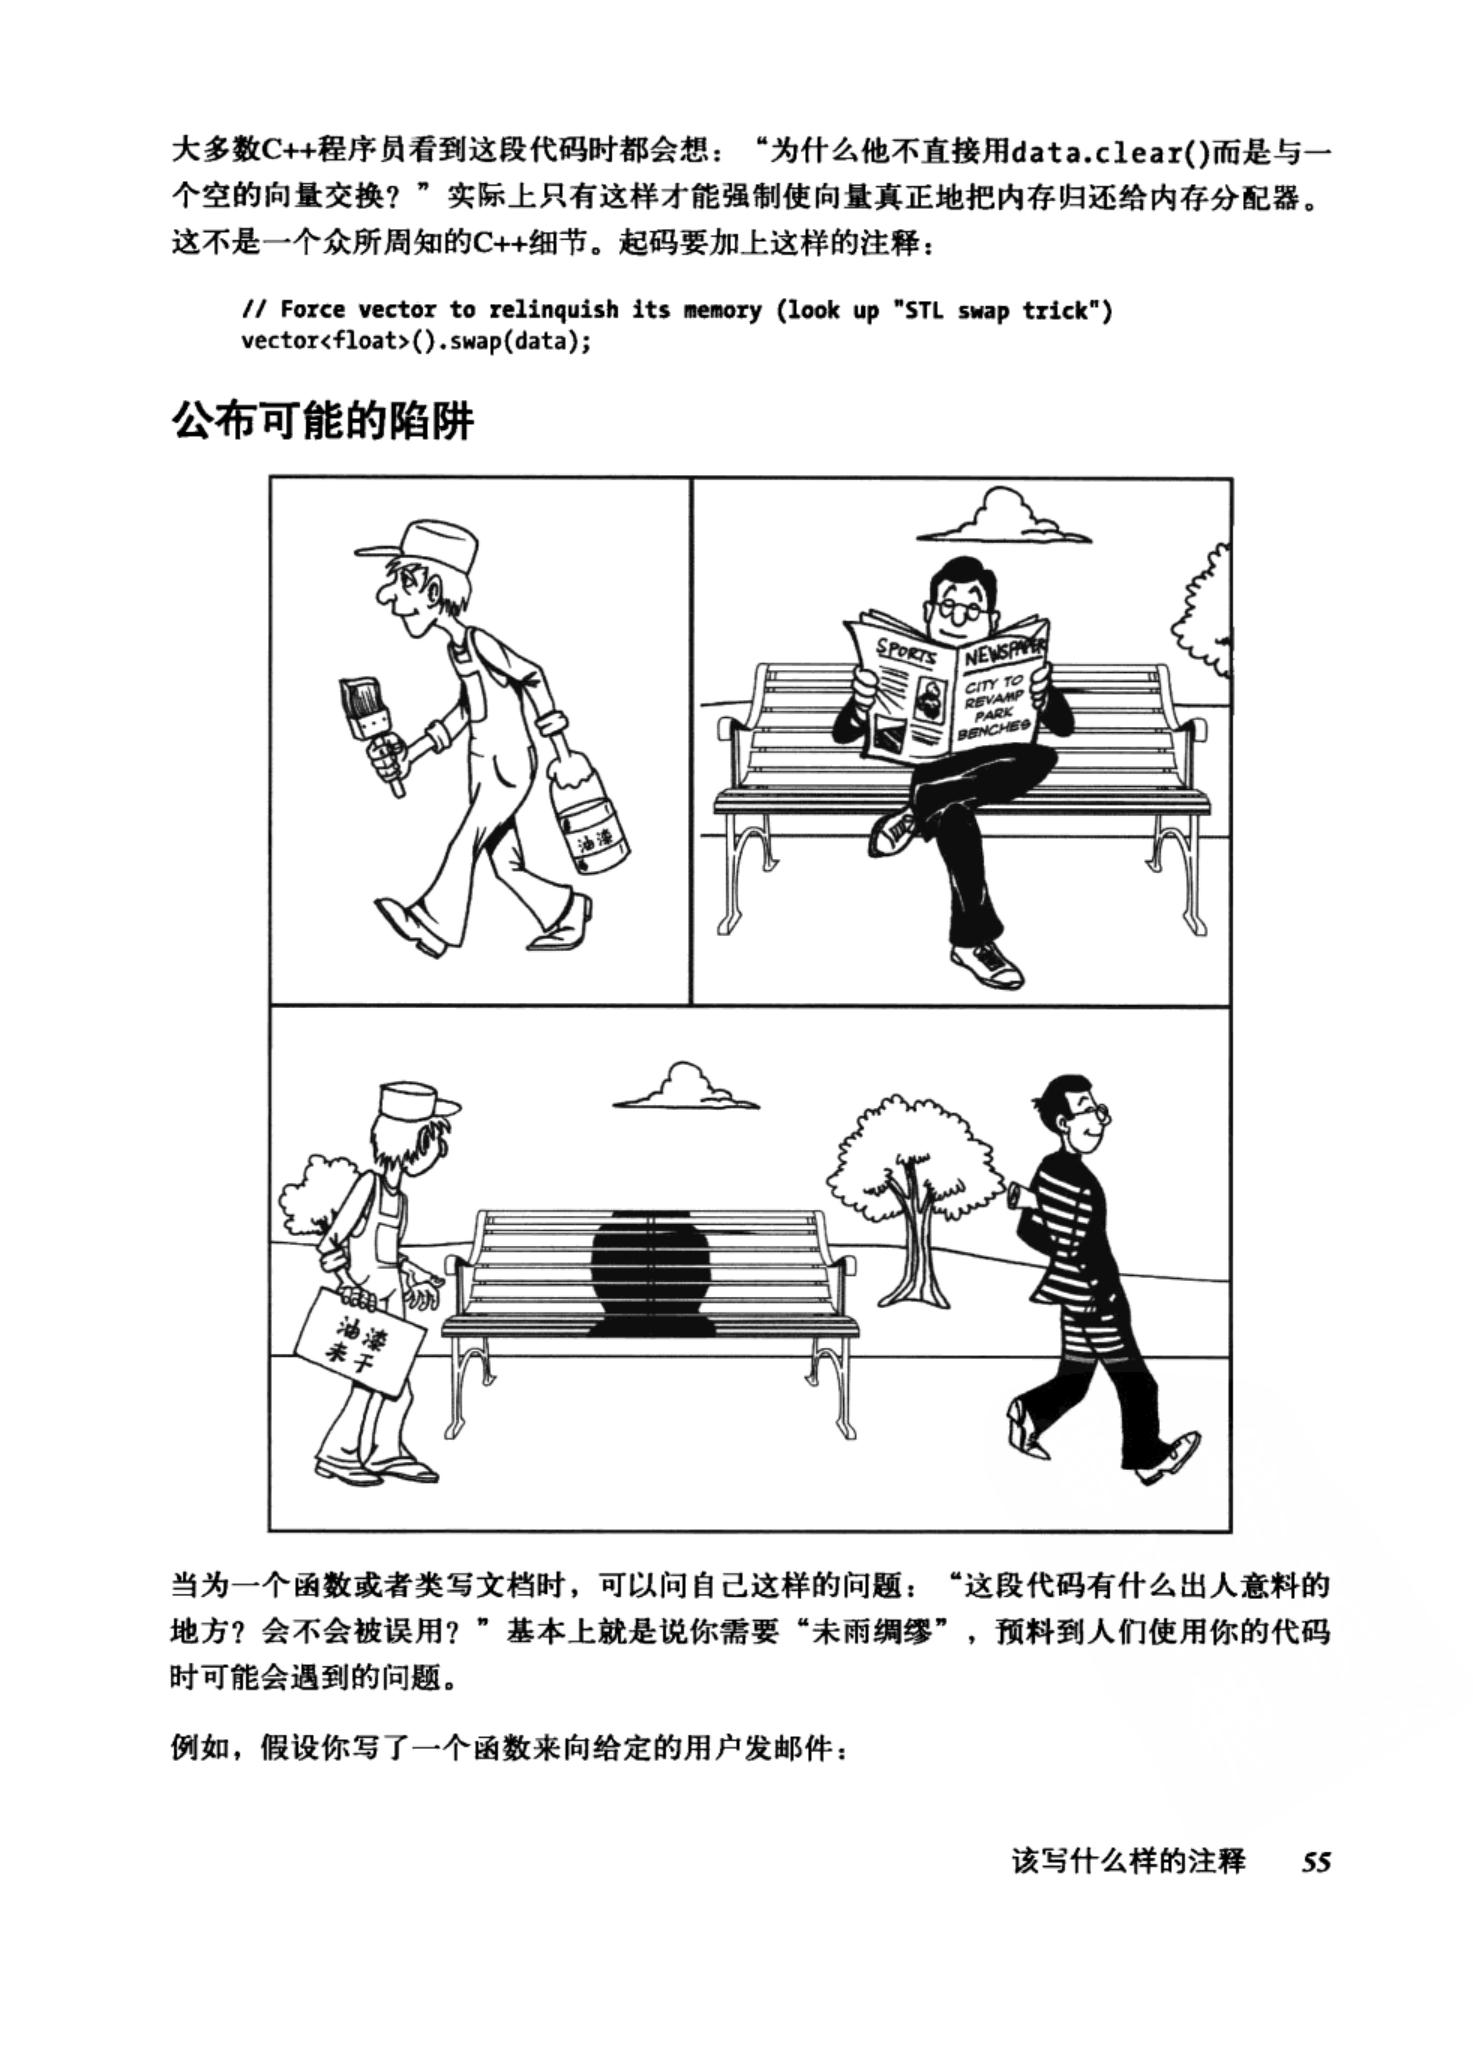 大多数C++程序员看到这段代码时都会想：“为什么他不直接用data.clear()而是与一
个空的向量交换？”实际上只有这样才能强制使向量真正地把内存归还给内存分配器。
这不是一个众所周知的C++细节。起码要加上这样的注释：
// Force vector to relinquish its memory (look up "STL swap trick")
vector<float>().swap(data);
公布可能的陷阱
油漆
SPORTS
NEWSPAPER
CITY TO
REVAMP
PARK
BENCHES
油漆
未干
当为一个函数或者类写文档时，可以问自己这样的问题：“这段代码有什么出人意料的
地方？会不会被误用？”基本上就是说你需要“未雨绸缪”，预料到人们使用你的代码
时可能会遇到的问题。
例如，假设你写了一个函数来向给定的用户发邮件：
该写什么样的注释 55